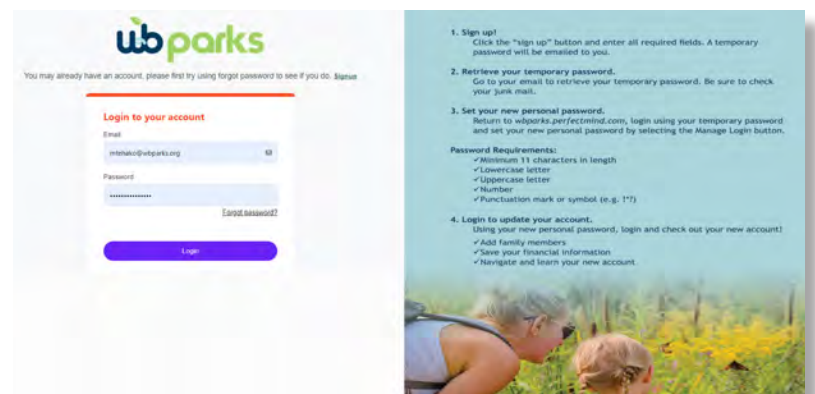 wbparks
You may already have an account, please first try using forgot password to see if you do. Signup
Login to your account
Email
Password
•••••••••••••••
Forgot password?
Login
1. Sign up!
Click the "sign up" button and enter all required fields. A temporary
password will be emailed to you.
2. Retrieve your temporary password.
Go to your email to retrieve your temporary password. Be sure to check
your junk mail.
3. Set your new personal password.
Return to wbparks.perfectmind.com, login using your temporary password
and set your new personal password by selecting the Manage Login button.
Password Requirements:
✓Minimum 11 characters in length
✓Lowercase letter
✓Uppercase letter
✓Number
✓Punctuation mark or symbol (e.g. !*?)
4. Login to update your account.
Using your new personal password, login and check out your new account!
✓Add family members
✓Save your financial information
✓Navigate and learn your new account